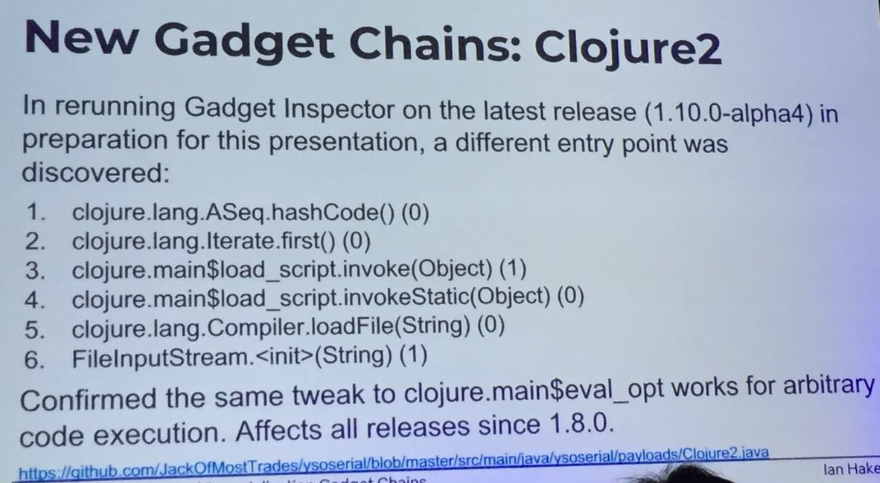 New Gadget Chains: Clojure2
In rerunning Gadget Inspector on the latest release (1.10.0-alpha4) in
preparation for this presentation, a different entry point was
discovered:
1. clojure.lang.ASeq.hashCode() (0)
2. clojure.lang.Iterate.first() (0)
3. clojure.main$load_script.invoke(Object) (1)
4. clojure.main$load_script.invokeStatic(Object) (0)
5. clojure.lang.Compiler.loadFile(String) (0)
6. FileInputStream.<init>(String) (1)
Confirmed the same tweak to clojure.main$eval_opt works for arbitrary
code execution. Affects all releases since 1.8.0.
https://github.com/JackOfMostTrades/ysoserial/blob/master/src/main/java/ysoserial/payloads/Clojure2.java
Gadget Chains
Ian Hake